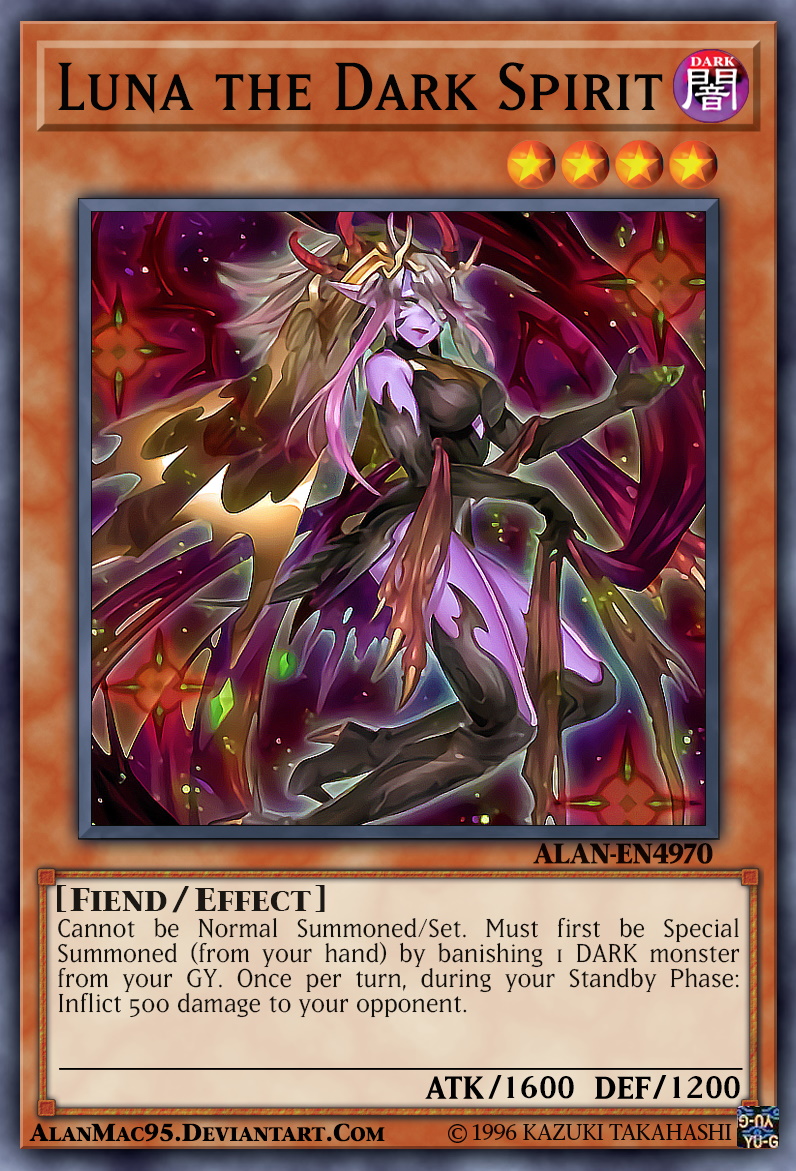 LUNA THE DARK SPIRIT
DARK
闇
ALAN-EN4970
[FIEND/EFFECT]
Cannot be Normal Summoned/Set. Must first be Special
Summoned (from your hand) by banishing 1 DARK monster
from your GY. Once per turn, during your Standby Phase:
Inflict 500 damage to your opponent.
ATK/1600 DEF/1200
ALANMAC95.DEVIANTART.COM
©1996 KAZUKI TAKAHASHI
YU-G
YU-G